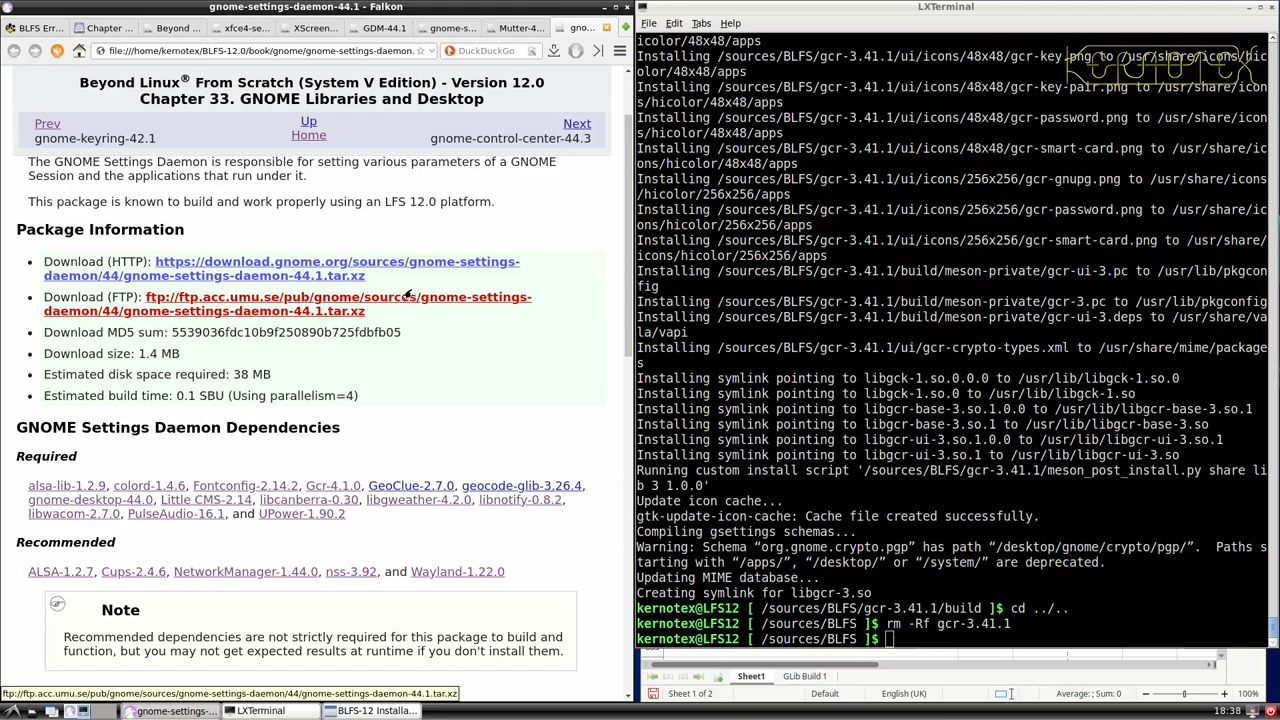 gnome-settings-daemon-44.1 - Falkon
BLFS Err...
Chapter ...
Beyond ...
xfce4-se...
XScreen...
GDM-44.1
gnome-s...
Mutter-4...
gno...
file:///home/kernotex/BLFS-12.0/book/gnome/gnome-settings-daemon.
DuckDuckGo
Beyond Linux® From Scratch (System V Edition) - Version 12.0
Chapter 33. GNOME Libraries and Desktop
Prev
Up
Next
gnome-keyring-42.1
Home
gnome-control-center-44.3
The GNOME Settings Daemon is responsible for setting various parameters of a GNOME
Session and the applications that run under it.
This package is known to build and work properly using an LFS 12.0 platform.
Package Information
• Download (HTTP): https://download.gnome.org/sources/gnome-settings-
daemon/44/gnome-settings-daemon-44.1.tar.xz
• Download (FTP): ftp://ftp.acc.umu.se/pub/gnome/sources/gnome-settings-
daemon/44/gnome-settings-daemon-44.1.tar.xz
• Download MD5 sum: 5539036fdc10b9f250890b725fdbfb05
• Download size: 1.4 MB
• Estimated disk space required: 38 MB
• Estimated build time: 0.1 SBU (Using parallelism=4)
GNOME Settings Daemon Dependencies
Required
alsa-lib-1.2.9, colord-1.4.6, Fontconfig-2.14.2, Gcr-4.1.0, GeoClue-2.7.0, geocode-glib-3.26.4,
gnome-desktop-44.0, Little CMS-2.14, libcanberra-0.30, libgweather-4.2.0, libnotify-0.8.2,
libwacom-2.7.0, PulseAudio-16.1, and UPower-1.90.2
Recommended
ALSA-1.2.7, Cups-2.4.6, NetworkManager-1.44.0, nss-3.92, and Wayland-1.22.0
Note
Recommended dependencies are not strictly required for this package to build and
function, but you may not get expected results at runtime if you don't install them.
ftp://ftp.acc.umu.se/pub/gnome/sources/gnome-settings-daemon/44/gnome-settings-daemon-44.1.tar.xz
LXTerminal
File Edit Tabs Help
icolor/48x48/apps
Installing /sources/BLFS/gcr-3.41.1/ui/icons/48x48/gcr-key.png to /usr/share/icons/hic
olor/48x48/apps
Installing /sources/BLFS/gcr-3.41.1/ui/icons/48x48/gcr-key-pair.png to /usr/share/icon
s/hicolor/48x48/apps
Installing /sources/BLFS/gcr-3.41.1/ui/icons/48x48/gcr-password.png to /usr/share/icon
s/hicolor/48x48/apps
Installing /sources/BLFS/gcr-3.41.1/ui/icons/48x48/gcr-smart-card.png to /usr/share/ic
ons/hicolor/48x48/apps
Installing /sources/BLFS/gcr-3.41.1/ui/icons/256x256/gcr-gnupg.png to /usr/share/icons
/hicolor/256x256/apps
Installing /sources/BLFS/gcr-3.41.1/ui/icons/256x256/gcr-password.png to /usr/share/ic
ons/hicolor/256x256/apps
Installing /sources/BLFS/gcr-3.41.1/ui/icons/256x256/gcr-smart-card.png to /usr/share/
icons/hicolor/256x256/apps
Installing /sources/BLFS/gcr-3.41.1/build/meson-private/gcr-ui-3.pc to /usr/lib/pkgcon
fig
Installing /sources/BLFS/gcr-3.41.1/build/meson-private/gcr-3.pc to /usr/lib/pkgconfig
Installing /sources/BLFS/gcr-3.41.1/build/meson-private/gcr-ui-3.deps to /usr/share/va
la/vapi
Installing /sources/BLFS/gcr-3.41.1/ui/gcr-crypto-types.xml to /usr/share/mime/package
s
Installing symlink pointing to libgck-1.so.0.0.0 to /usr/lib/libgck-1.so.0
Installing symlink pointing to libgck-1.so.0 to /usr/lib/libgck-1.so
Installing symlink pointing to libgcr-base-3.so.1.0.0 to /usr/lib/libgcr-base-3.so.1
Installing symlink pointing to libgcr-base-3.so.1 to /usr/lib/libgcr-base-3.so
Installing symlink pointing to libgcr-ui-3.so.1.0.0 to /usr/lib/libgcr-ui-3.so.1
Installing symlink pointing to libgcr-ui-3.so.1 to /usr/lib/libgcr-ui-3.so
Running custom install script '/sources/BLFS/gcr-3.41.1/meson_post_install.py share li
b 3 1.0.0'
Update icon cache...
gtk-update-icon-cache: Cache file created successfully.
Compiling gsettings schemas...
Warning: Schema “org.gnome.crypto.pgp” has path “/desktop/gnome/crypto/pgp/”.  Paths s
tarting with “/apps/”, “/desktop/” or “/system/” are deprecated.
Updating MIME database...
Creating symlink for libgcr-3.so
kernotex@LFS12 [ /sources/BLFS/gcr-3.41.1/build ]$ cd ../..
kernotex@LFS12 [ /sources/BLFS ]$ rm -Rf gcr-3.41.1
kernotex@LFS12 [ /sources/BLFS ]$
Sheet1
GLib Build 1
Sheet 1 of 2
Default
English (UK)
Average: ; Sum: 0
100%
gnome-settings-...
LXTerminal
BLFS-12 Installa...
18:38